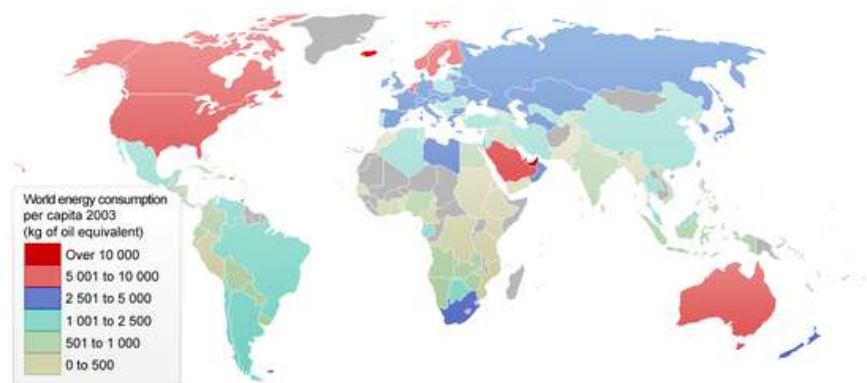 World energy consumption
per capita 2003
(kg of oil equivalent)
Over 10 000
5 001 to 10 000
2 501 to 5 000
1 001 to 2 500
501 to 1 000
0 to 500